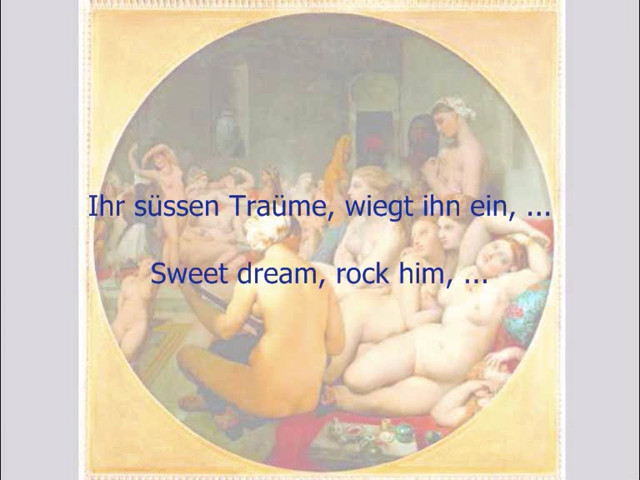 Ihr süssen Traüme, wiegt ihn ein, ...
Sweet dream, rock him, ...